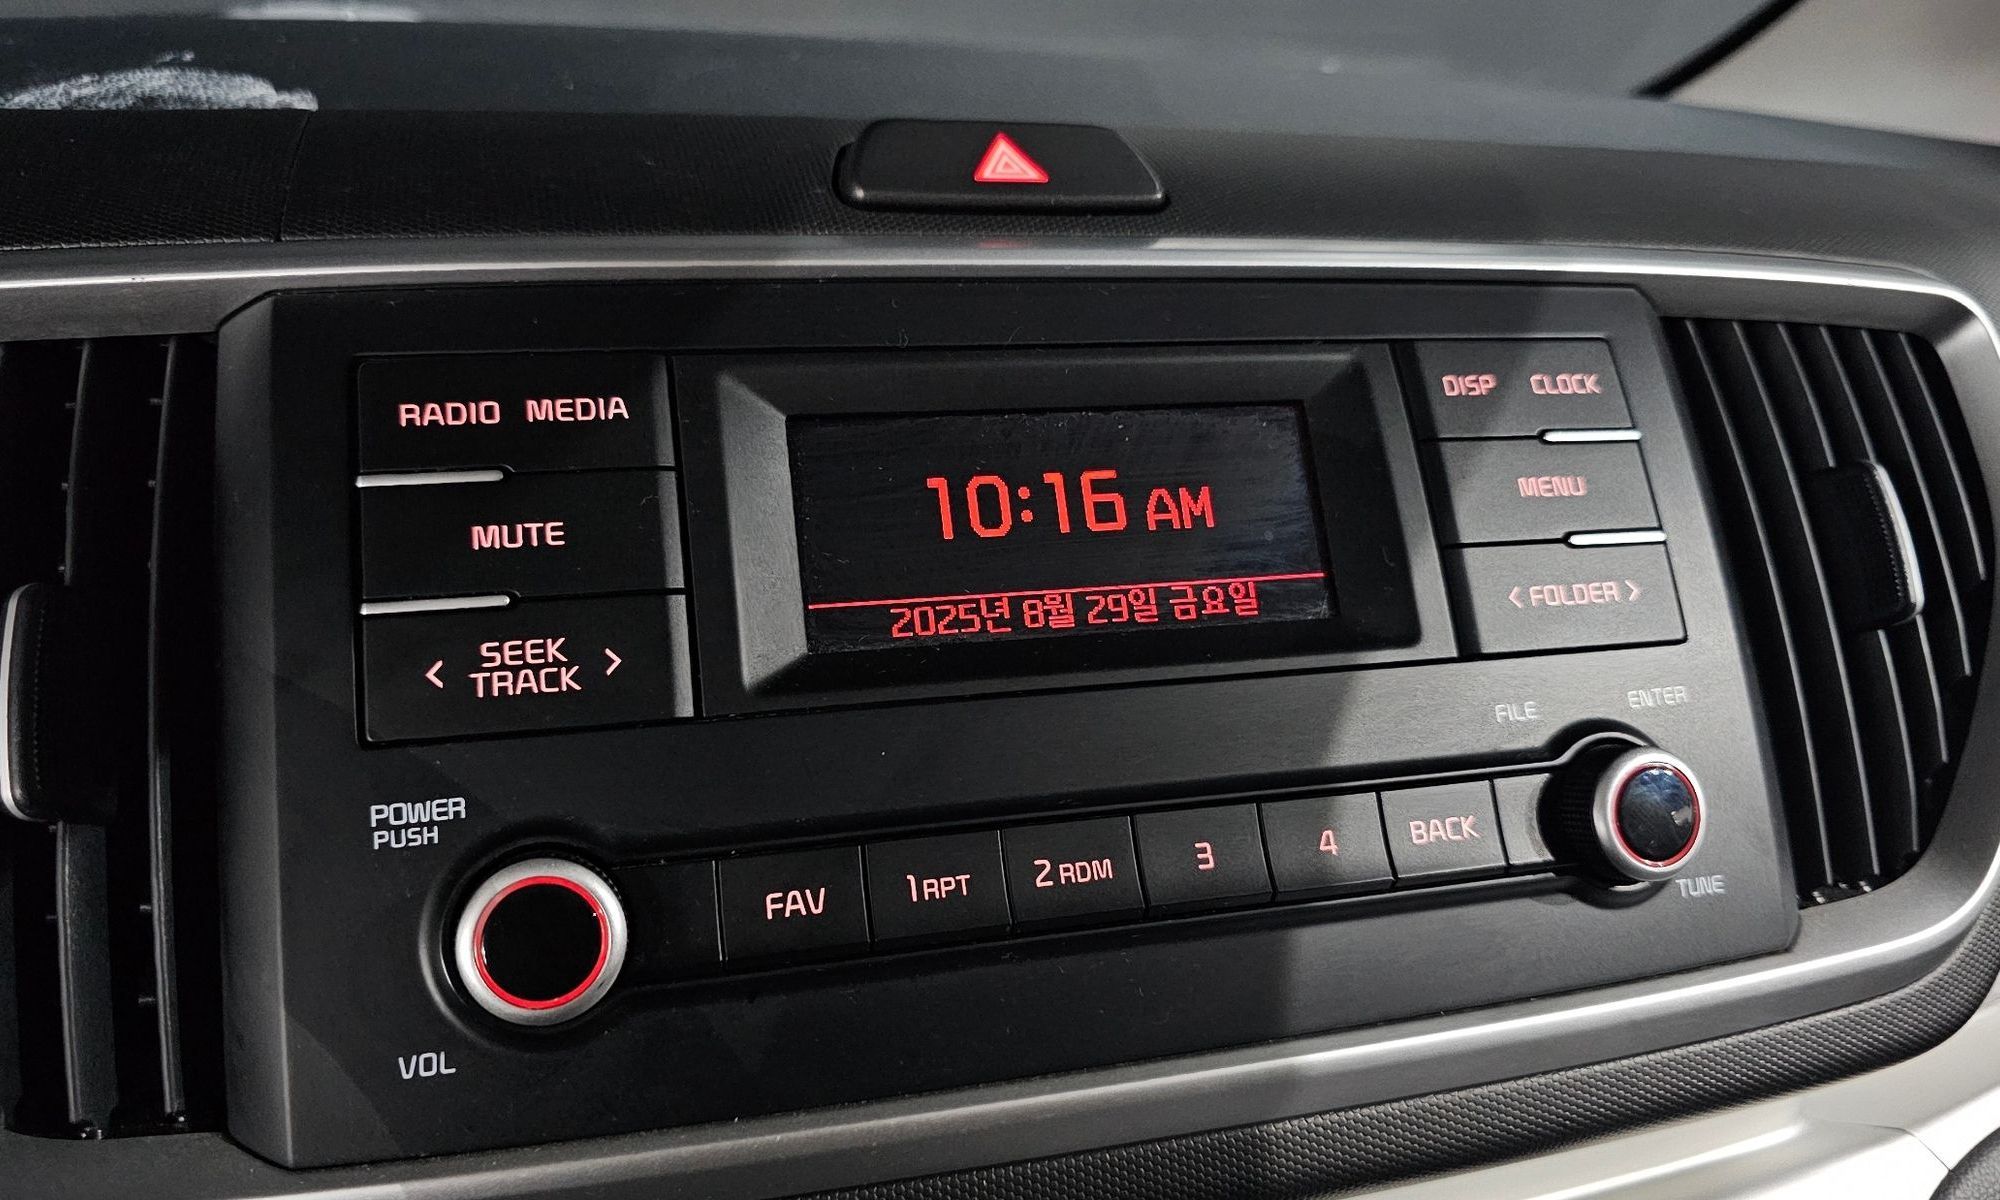 RADIO MEDIA
MUTE
< SEEK TRACK >
10:16 AM
2025년 8월 29일 금요일
DISP CLOCK
MENU
< FOLDER >
FILE
ENTER
POWER
PUSH
VOL
FAV
1 RPT
2 RDM
3
4
BACK
TUNE